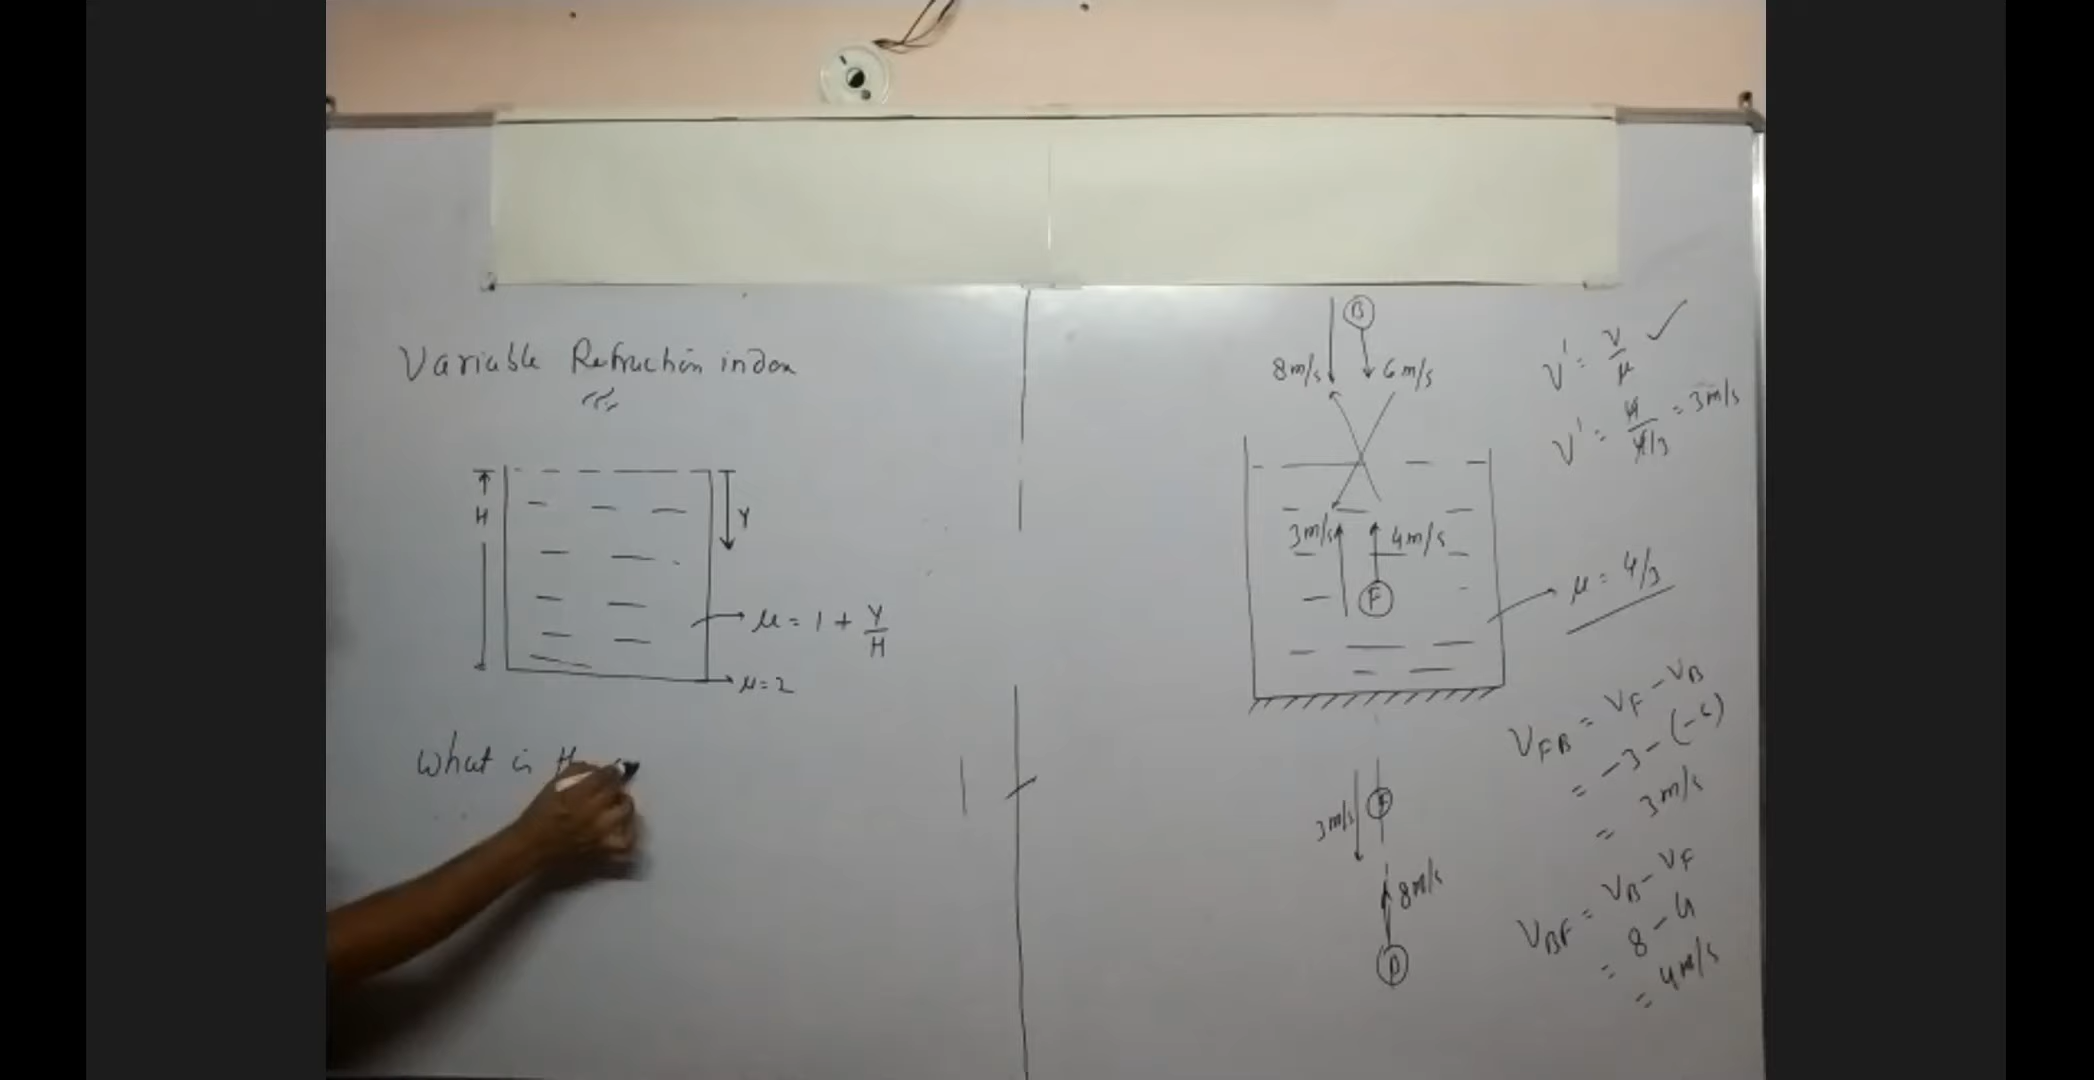 Variable Refraction index
H
Y
μ = 1 + Y/H
μ=2
What is
B
8m/s
6m/s
3m/s
4m/s
F
μ = 4/3
V' = V/μ ✓
V' = 4/4/3 = 3m/s
V_FB = V_F - V_B
= -3-(-6)
= 3m/s
V_BF = V_B - V_F
= 8 - 4
= 4m/s
3m/s
F
8m/s